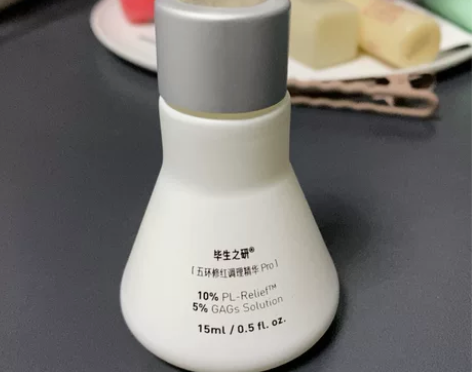 毕生之研®
[五环修红调理精华 Pro]
10% PL-Relief™
5% GAGs Solution
15ml / 0.5 fl. oz.